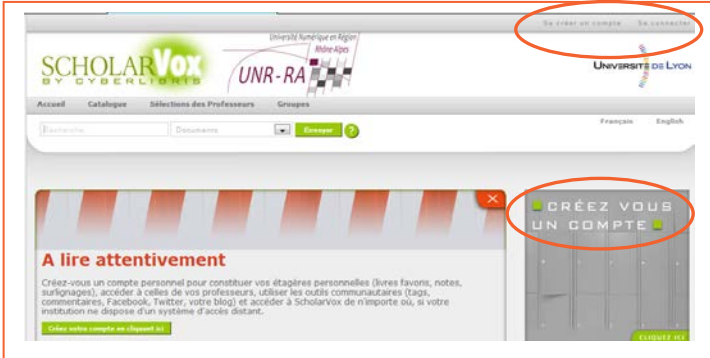 Se créer un compte Se connecter
SCHOLARVOX
BY CYBERLIBRIS
Université Numérique en Région
Rhône-Alpes
UNR-RA
UNIVERSITÉ DE LYON
Accueil Catalogue Sélections des Professeurs Groupes
Recherche Documents Envoyer ?
Français English
A lire attentivement
Créez-vous un compte personnel pour constituer vos étagères personnelles (livres favoris, notes,
surlignages), accéder à celles de vos professeurs, utiliser les outils communautaires (tags,
commentaires, Facebook, Twitter, votre blog) et accéder à ScholarVox de n'importe où, si votre
institution ne dispose d'un système d'accès distant.
Créez votre compte en cliquant ici
CRÉEZ VOUS
UN COMPTE
CLIQUEZ ICI